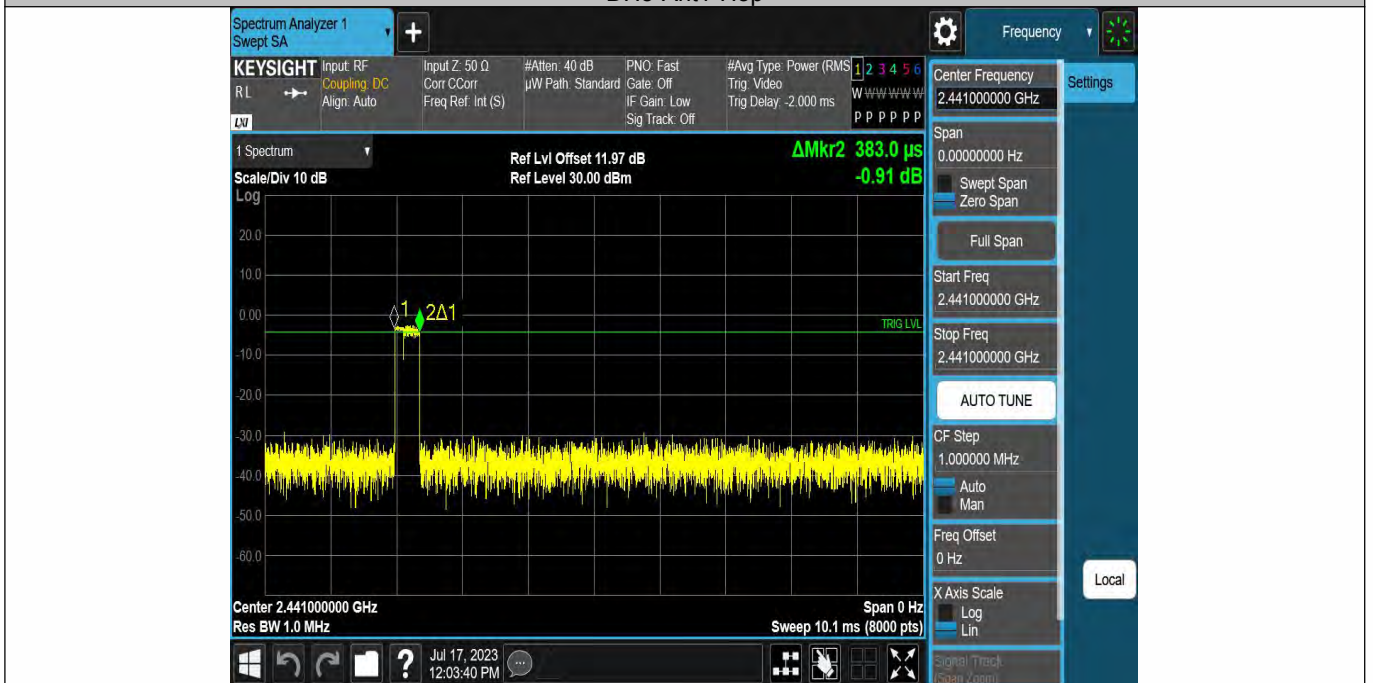 Spectrum Analyzer 1
Swept SA
+
Frequency
KEYSIGHT
RL
LXI
Input: RF
Coupling: DC
Align: Auto
Input Z: 50 Ω
Corr CCorr
Freq Ref: Int (S)
#Atten: 40 dB
µW Path: Standard
PNO: Fast
Gate: Off
IF Gain: Low
Sig Track: Off
#Avg Type: Power (RMS
Trig: Video
Trig Delay: -2.000 ms
1 2 3 4 5 6
W W W W W W
P P P P P P
1 Spectrum
Scale/Div 10 dB
Log
Ref Lvl Offset 11.97 dB
Ref Level 30.00 dBm
ΔMkr2 383.0 µs
-0.91 dB
20.0
10.0
0.00
-10.0
-20.0
-30.0
-40.0
-50.0
-60.0
1
2Δ1
TRIG LVL
Center 2.441000000 GHz
Res BW 1.0 MHz
Span 0 Hz
Sweep 10.1 ms (8000 pts)
Center Frequency
2.441000000 GHz
Settings
Span
0.00000000 Hz
Swept Span
Zero Span
Full Span
Start Freq
2.441000000 GHz
Stop Freq
2.441000000 GHz
AUTO TUNE
CF Step
1.000000 MHz
Auto
Man
Freq Offset
0 Hz
X Axis Scale
Log
Lin
Signal Track
(Span Zoom)
Local
?
Jul 17, 2023
12:03:40 PM